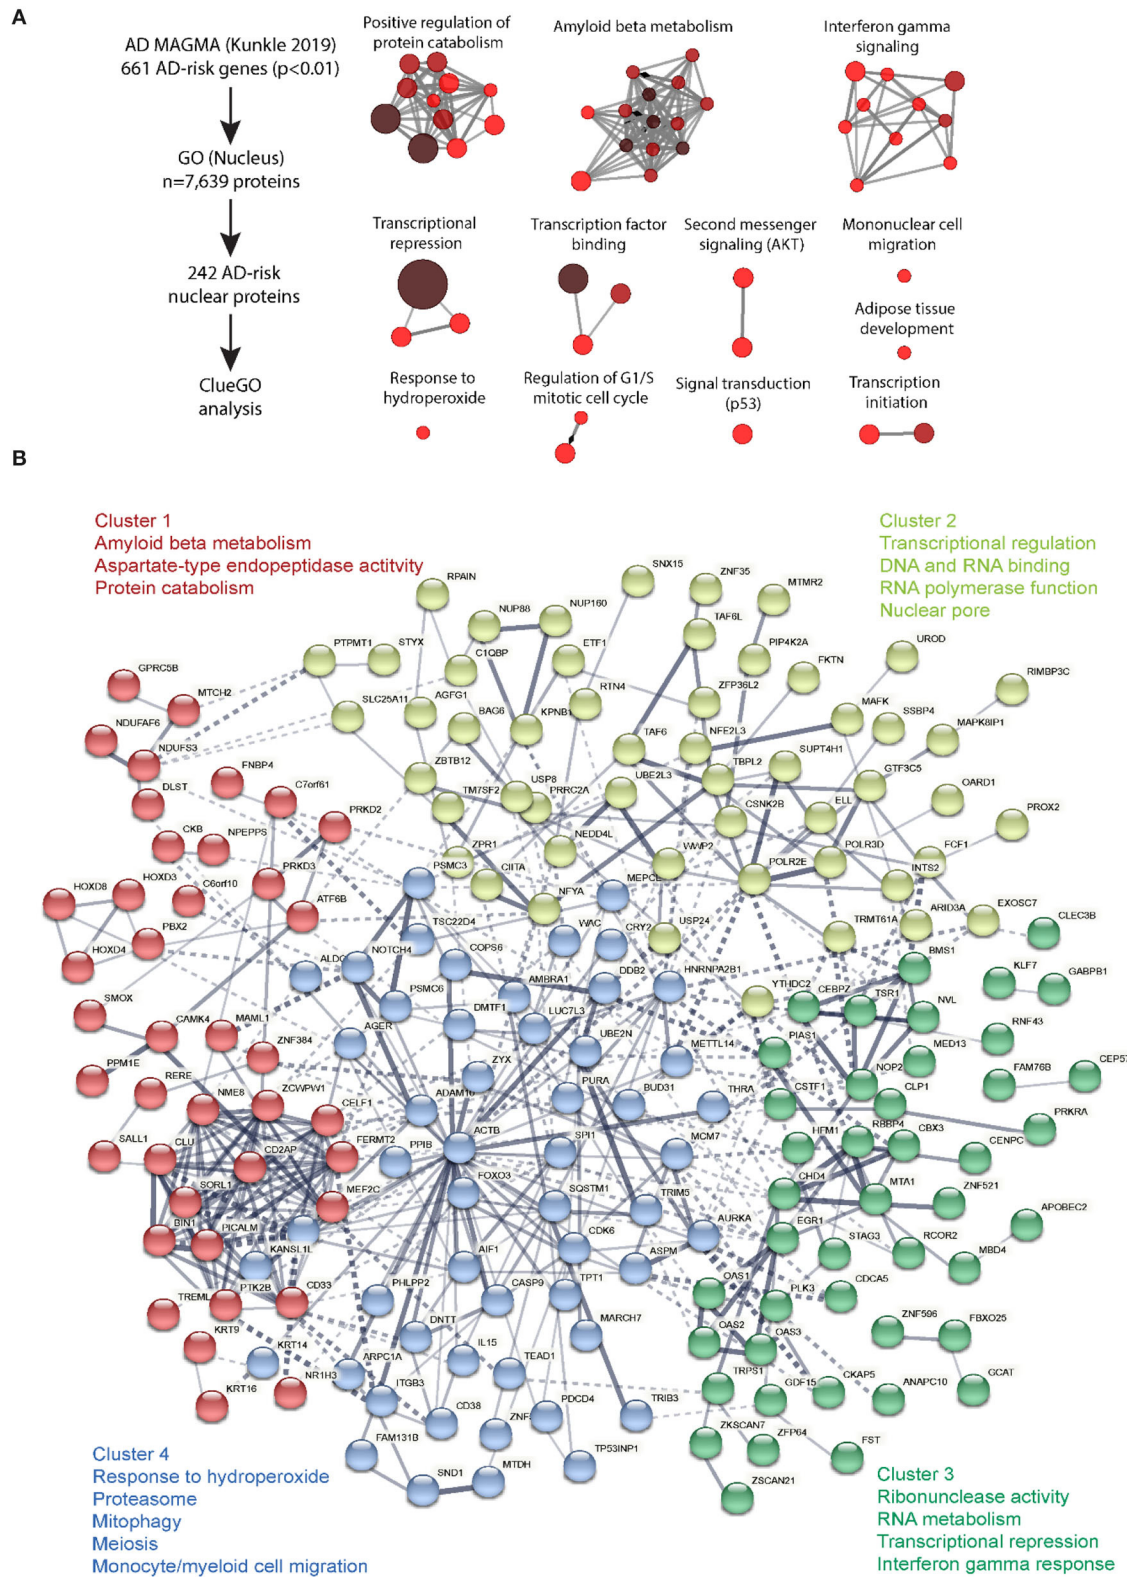 A
AD MAGMA (Kunkle 2019)
661 AD-risk genes (p<0.01)
GO (Nucleus)
n=7,639 proteins
242 AD-risk
nuclear proteins
ClueGO
analysis
Positive regulation of
protein catabolism
Amyloid beta metabolism
Interferon gamma
signaling
Transcriptional
repression
Transcription factor
binding
Second messenger
signaling (AKT)
Mononuclear cell
migration
Adipose tissue
development
Response to
hydroperoxide
Regulation of G1/S
mitotic cell cycle
Signal transduction
(p53)
Transcription
initiation
B
Cluster 1
Amyloid beta metabolism
Aspartate-type endopeptidase actitivity
Protein catabolism
Cluster 2
Transcriptional regulation
DNA and RNA binding
RNA polymerase function
Nuclear pore
RPAIN
SNX15
ZNF35
MTMR2
NUP88
NUP160
TAF6L
PTPMT1
STYX
C1QBP
ETF1
PIP4K2A
UROD
GPRC5B
MTCH2
SLC25A11
AGFG1
RTN4
ZFP36L2
FKTN
RIMBP3C
NDUFAF6
BAG6
KPNB1
MAFK
SSBP4
MAPK8IP1
NDUFS3
TAF6
NFE2L3
SUPT4H1
FNBP4
ZBTB12
USP8
UBE2L3
TBPL2
GTF3C5
DLST
C7orf61
TM7SF2
PRRC2A
CSNK2B
ELL
OARD1
PRKD2
PROX2
CKB
NPEPPS
ZPR1
NEDD4L
WWP2
POLR3D
FCF1
PRKD3
PSMC3
CIITA
MEPCE
POLR2E
INTS2
HOXD8
HOXD3
C6orf10
ATF6B
NFYA
TRMT61A
ARID3A
EXOSC7
PBX2
TSC22D4
WAC
CRY2
USP24
CLEC3B
HOXD4
NOTCH4
COPS6
BMS1
ALDO
AMBRA1
DDB2
HNRNPA2B1
YTHDC2
CEBPZ
TSR1
KLF7
GABPB1
SMOX
PSMC6
DMTF1
LUC7L3
NVL
CAMK4
MAML1
AGER
UBE2N
PIAS1
RNF43
PPM1E
ZNF384
ZYX
METTL14
MED13
RERE
ZCWPW1
PURA
BUD31
THRA
CSTF1
NOP2
CLP1
FAM76B
CEP57
NME8
CELF1
ADAM10
PRKRA
SALL1
CLU
CD2AP
FERMT2
PPIB
ACTB
SPI1
MCM7
HFM1
RBBP4
CBX3
CENPC
SORL1
MEF2C
FOXO3
SQSTM1
TRIM5
CHD4
MTA1
ZNF521
BIN1
PICALM
AURKA
EGR1
APOBEC2
KANSL1L
AIF1
CDK6
ASPM
STAG3
RCOR2
MBD4
PTK2B
CD33
PHLPP2
CASP9
TPT1
OAS1
PLK3
CDCA5
TREML
KRT9
DNTT
MARCH7
OAS2
OAS3
ZNF596
FBXO25
KRT14
ARPC1A
IL15
TEAD1
KRT16
NR1H3
ITGB3
TRPS1
GDF15
CKAP5
ANAPC10
GCAT
CD38
PDCD4
TRIB3
FAM131B
TP53INP1
ZKSCAN7
ZFP64
FST
SND1
MTDH
ZSCAN21
Cluster 4
Response to hydroperoxide
Proteasome
Mitophagy
Meiosis
Monocyte/myeloid cell migration
Cluster 3
Ribonunclease activity
RNA metabolism
Transcriptional repression
Interferon gamma response